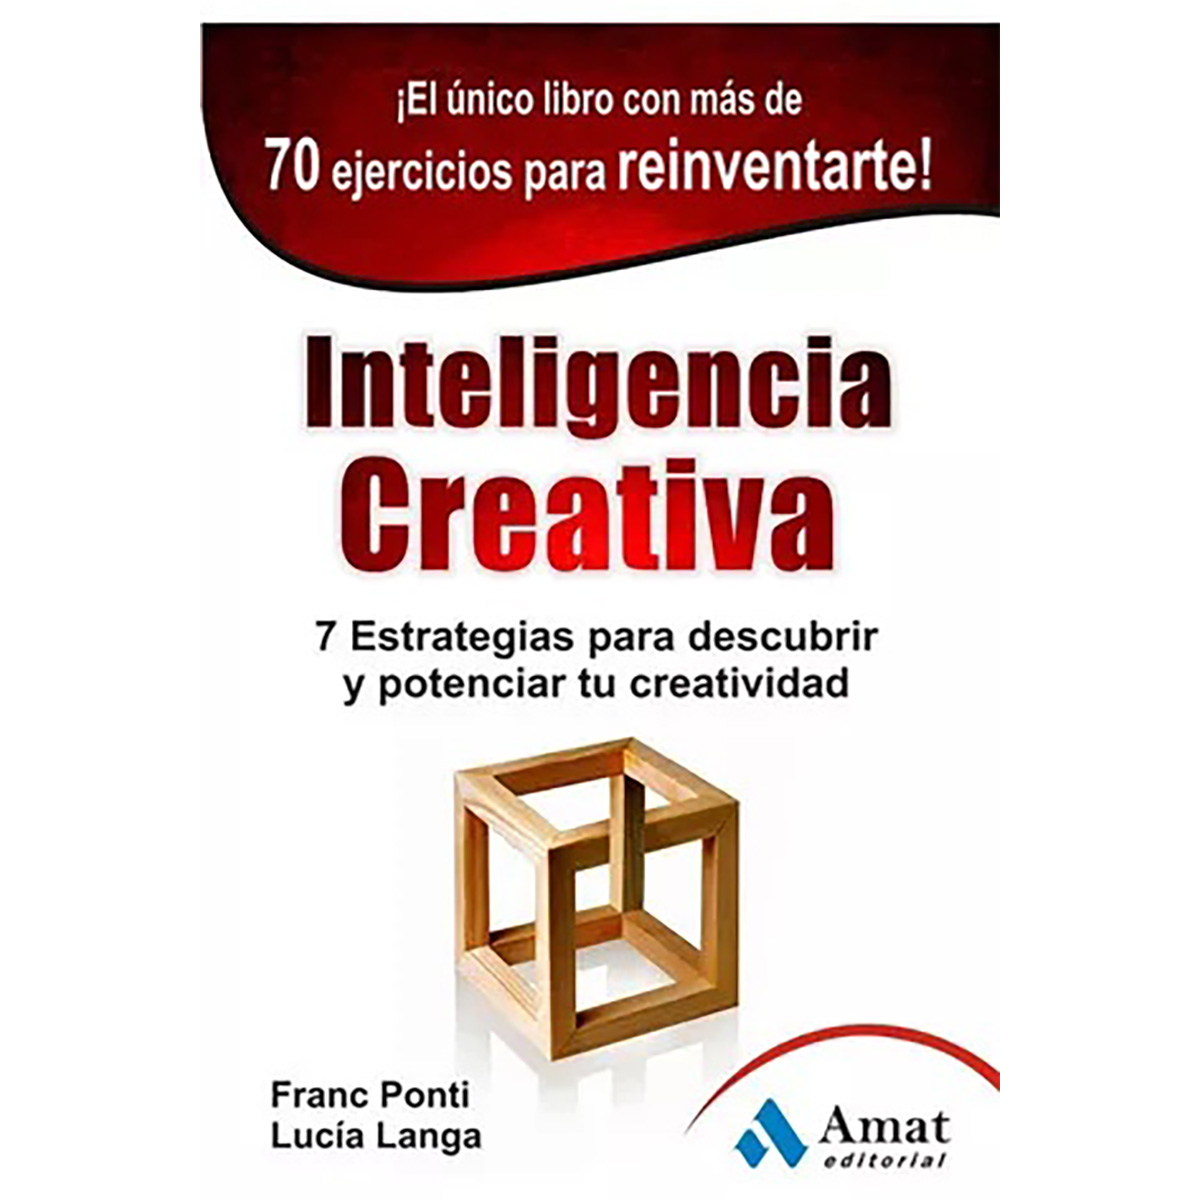 ¡El único libro con más de
70 ejercicios para reinventarte!
Inteligencia
Creativa
7 Estrategias para descubrir
y potenciar tu creatividad
Franc Ponti
Lucía Langa
Amat
editorial